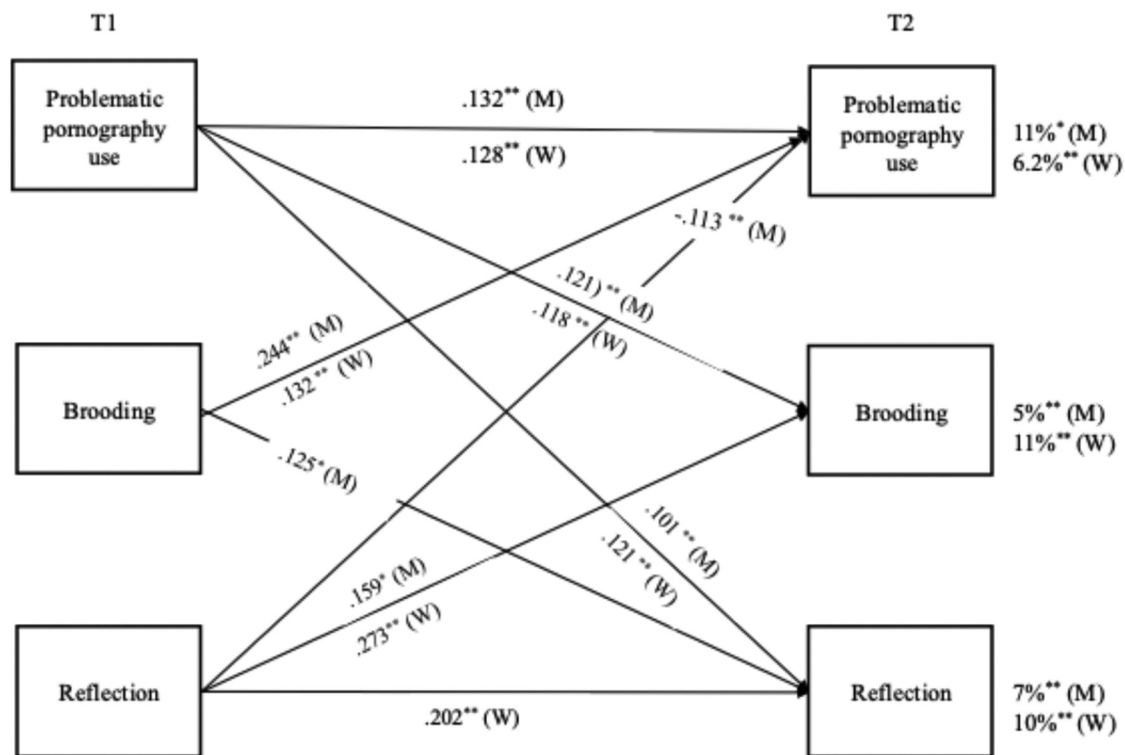 T1 T2
Problematic
pornography
use
.132** (M)
.128** (W)
Problematic
pornography
use
11%* (M)
6.2%** (W)
-.113 ** (M)
.121) ** (M)
.118 ** (W)
.244** (M)
.132** (W)
Brooding
Brooding
5%** (M)
11%** (W)
.125* (M)
.101 ** (M)
.121 ** (W)
.159* (M)
.273** (W)
Reflection
.202** (W)
Reflection
7%** (M)
10%** (W)